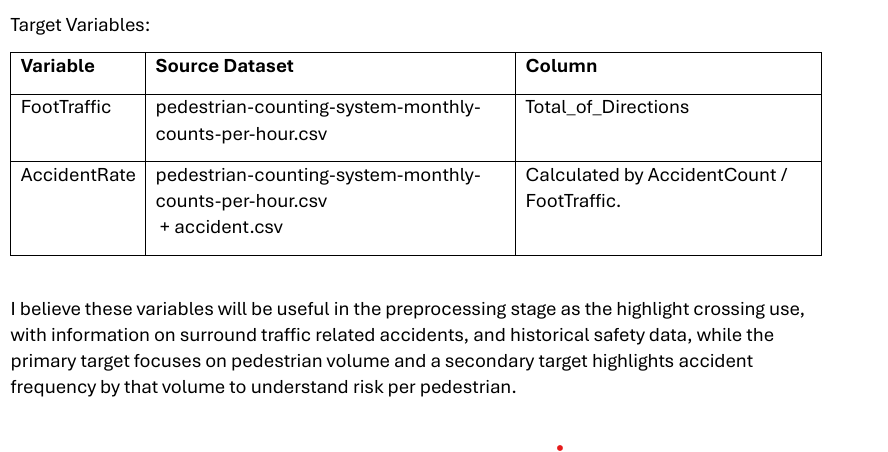 Target Variables:
Variable Source Dataset Column
FootTraffic pedestrian-counting-system-monthly- Total_of_Directions
counts-per-hour.csv
AccidentRate pedestrian-counting-system-monthly- Calculated by AccidentCount /
counts-per-hour.csv FootTraffic.
+ accident.csv
I believe these variables will be useful in the preprocessing stage as the highlight crossing use,
with information on surround traffic related accidents, and historical safety data, while the
primary target focuses on pedestrian volume and a secondary target highlights accident
frequency by that volume to understand risk per pedestrian.